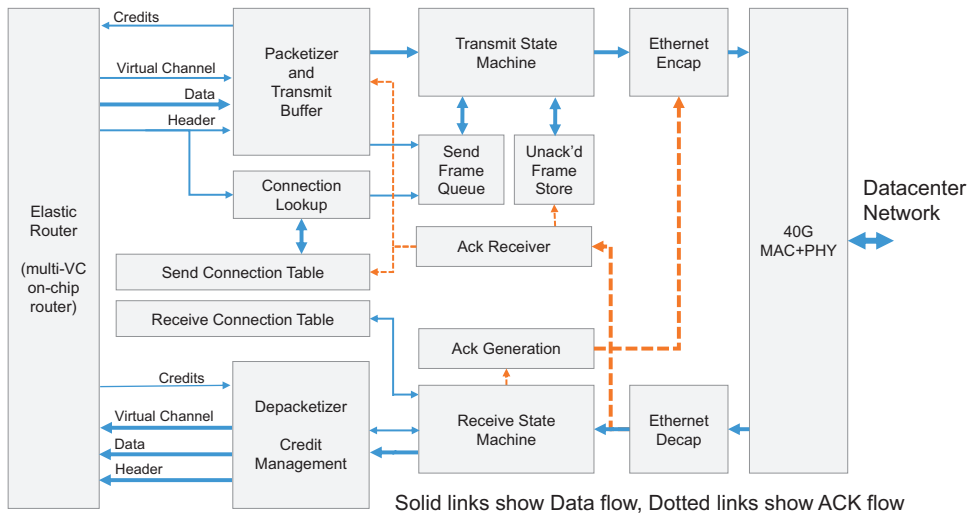 Credits
Virtual Channel
Data
Header
Packetizer
and
Transmit
Buffer
Transmit State
Machine
Ethernet
Encap
Send
Frame
Queue
Unack'd
Frame
Store
Connection
Lookup
Elastic
Router
(multi-VC
on-chip
router)
Ack Receiver
Send Connection Table
40G
MAC+PHY
Datacenter
Network
Receive Connection Table
Ack Generation
Credits
Virtual Channel
Data
Header
Depacketizer
Credit
Management
Receive State
Machine
Ethernet
Decap
Solid links show Data flow, Dotted links show ACK flow